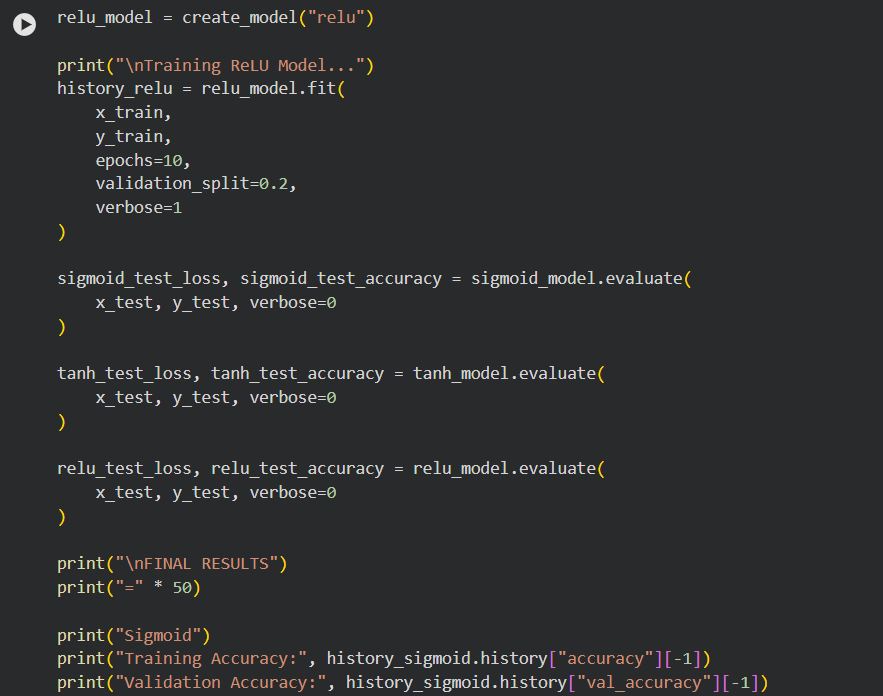 relu_model = create_model("relu")

print("\nTraining ReLU Model...")
history_relu = relu_model.fit(
    x_train,
    y_train,
    epochs=10,
    validation_split=0.2,
    verbose=1
)

sigmoid_test_loss, sigmoid_test_accuracy = sigmoid_model.evaluate(
    x_test, y_test, verbose=0
)

tanh_test_loss, tanh_test_accuracy = tanh_model.evaluate(
    x_test, y_test, verbose=0
)

relu_test_loss, relu_test_accuracy = relu_model.evaluate(
    x_test, y_test, verbose=0
)

print("\nFINAL RESULTS")
print("=" * 50)

print("Sigmoid")
print("Training Accuracy:", history_sigmoid.history["accuracy"][-1])
print("Validation Accuracy:", history_sigmoid.history["val_accuracy"][-1])